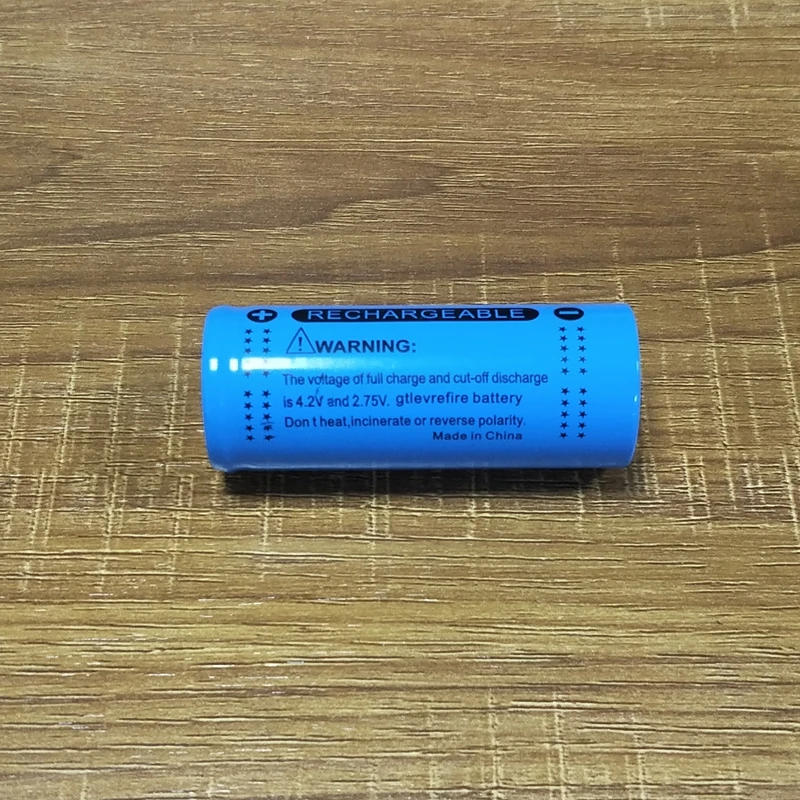 + RECHARGEABLE −
WARNING:
The voltage of full charge and cut-off discharge
is 4.2V and 2.75V. gtlevrefire battery
Don t heat,incinerate or reverse polarity.
Made in China